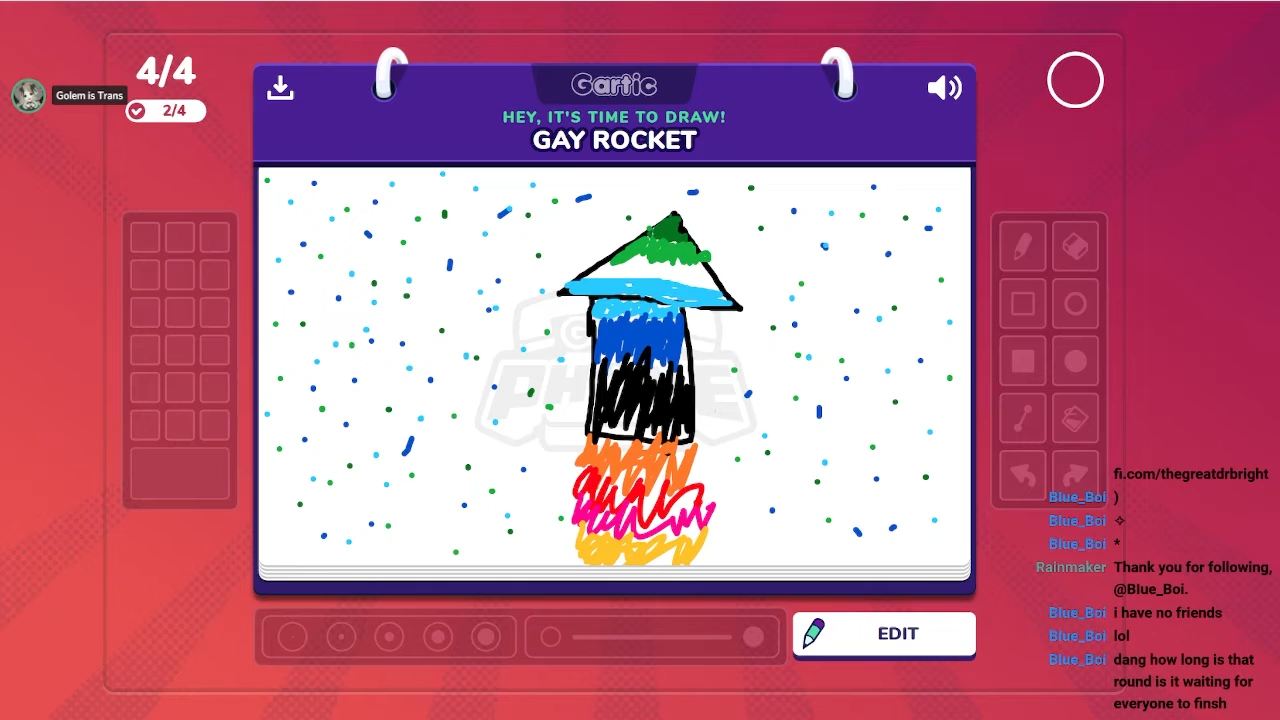 4/4
Golem is Trans
2/4
Gartic
HEY, IT'S TIME TO DRAW!
GAY ROCKET
PHONE
EDIT
fi.com/thegreatdrbright
Blue_Boi )
Blue_Boi ✧
Blue_Boi *
Rainmaker Thank you for following,
@Blue_Boi.
Blue_Boi i have no friends
Blue_Boi lol
Blue_Boi dang how long is that
round is it waiting for
everyone to finsh